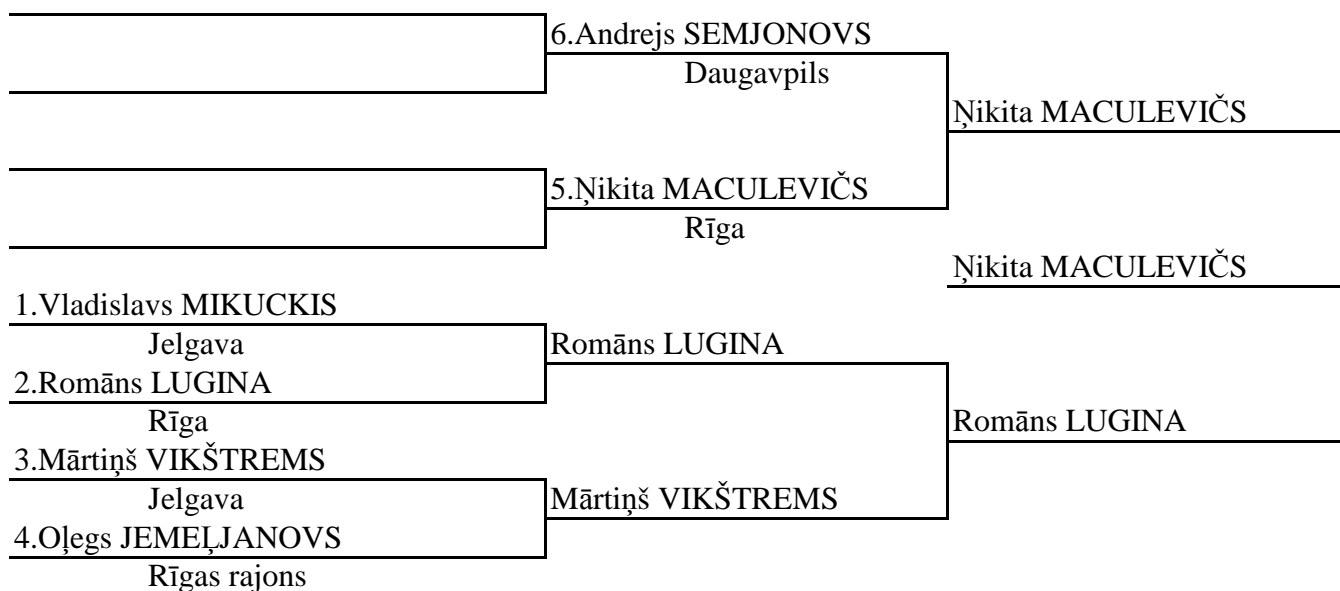 6.Andrejs SEMJONOVS
Daugavpils
Ņikita MACULEVIČS
5.Ņikita MACULEVIČS
Rīga
Ņikita MACULEVIČS
1.Vladislavs MIKUCKIS
Jelgava
Romāns LUGINA
2.Romāns LUGINA
Rīga
Romāns LUGINA
3.Mārtiņš VIKŠTREMS
Jelgava
Mārtiņš VIKŠTREMS
4.Oļegs JEMEĻJANOVS
Rīgas rajons